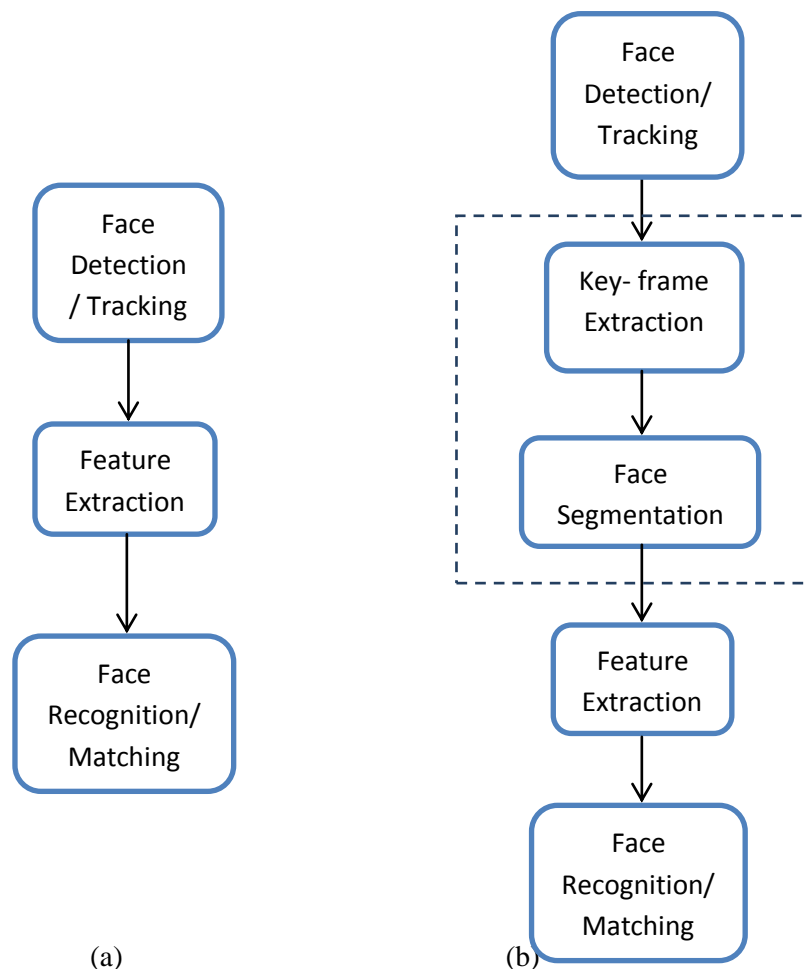 Face
Detection
/ Tracking
Feature
Extraction
Face
Recognition/
Matching
(a)
Face
Detection/
Tracking
Key- frame
Extraction
Face
Segmentation
Feature
Extraction
Face
Recognition/
Matching
(b)